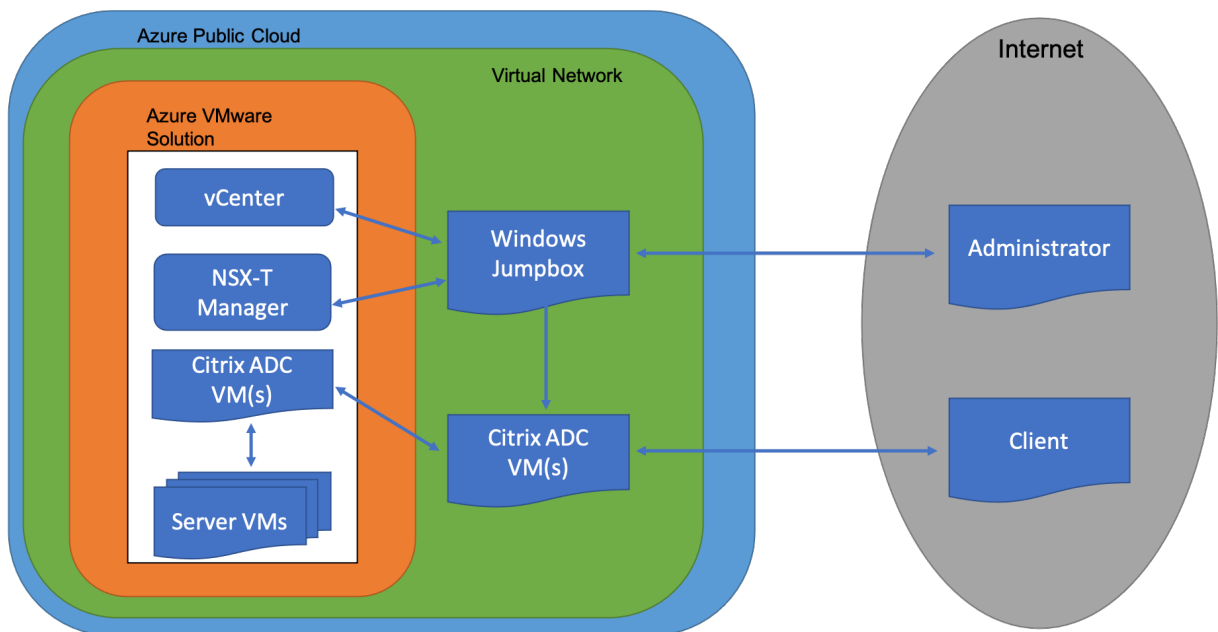 Azure Public Cloud
Virtual Network
Azure VMware
Solution
vCenter
NSX-T
Manager
Citrix ADC
VM(s)
Server VMs
Windows
Jumpbox
Citrix ADC
VM(s)
Internet
Administrator
Client